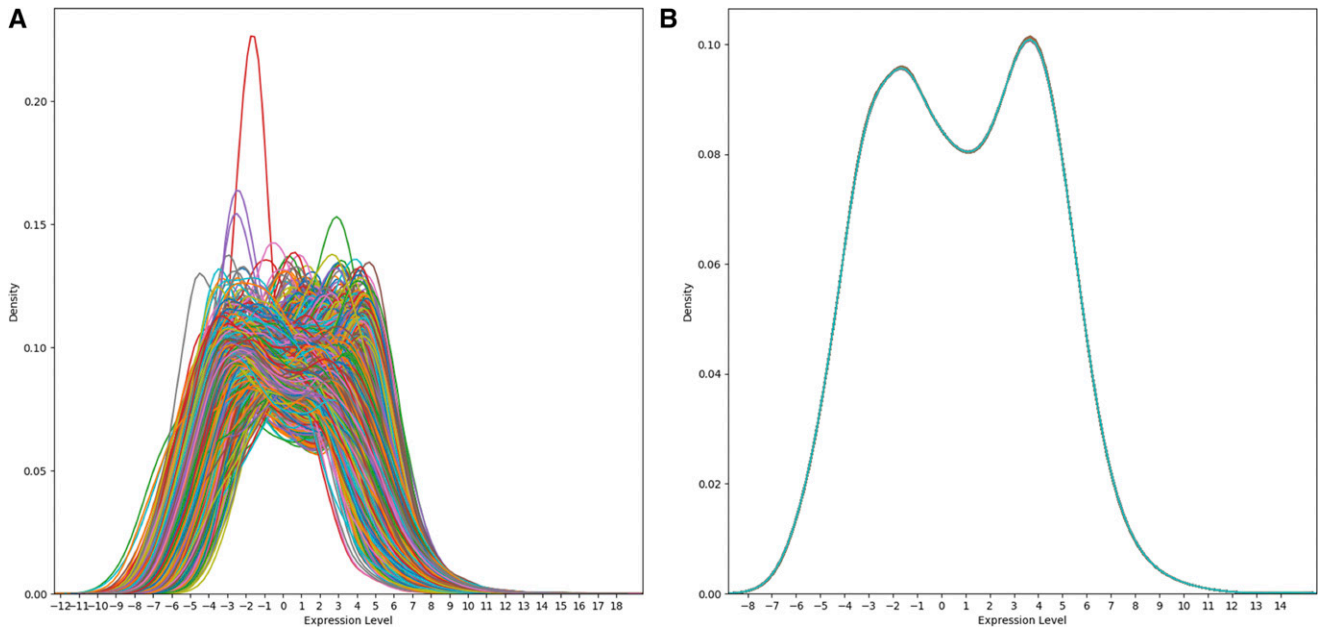 A
B
Density
0.20
0.15
0.10
0.05
0.00
−12−11−10 −9 −8 −7 −6 −5 −4 −3 −2 −1 0 1 2 3 4 5 6 7 8 9 10 11 12 13 14 15 16 17 18
Expression Level
Density
0.10
0.08
0.06
0.04
0.02
0.00
−8 −7 −6 −5 −4 −3 −2 −1 0 1 2 3 4 5 6 7 8 9 10 11 12 13 14
Expression Level